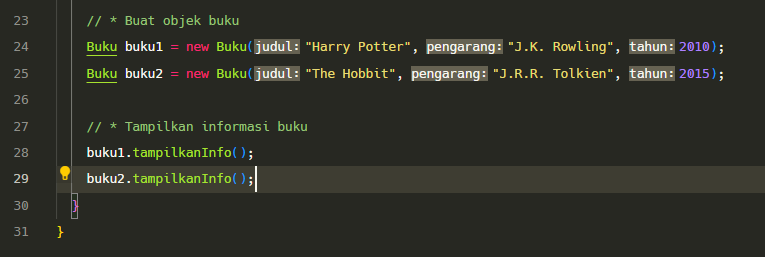 23 // * Buat objek buku
24 Buku buku1 = new Buku(judul: "Harry Potter", pengarang: "J.K. Rowling", tahun: 2010);
25 Buku buku2 = new Buku(judul: "The Hobbit", pengarang: "J.R.R. Tolkien", tahun: 2015);
26
27 // * Tampilkan informasi buku
28 buku1.tampilkanInfo();
29 buku2.tampilkanInfo();
30 }
31 }